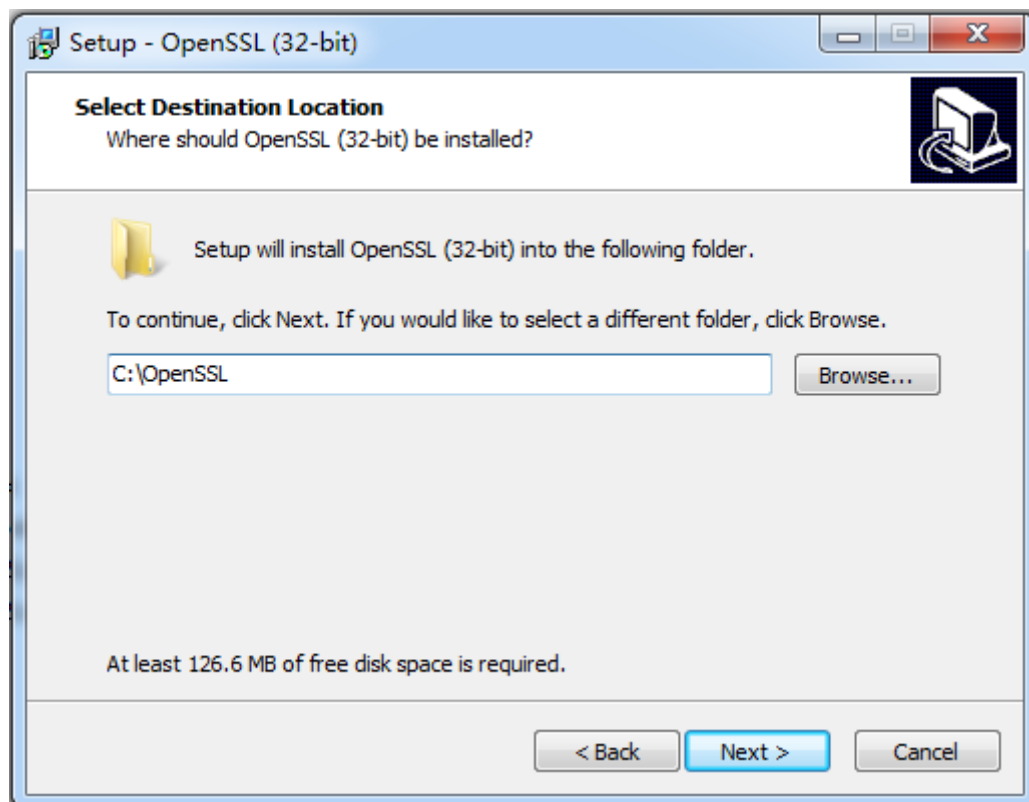 Setup - OpenSSL (32-bit)
Select Destination Location
Where should OpenSSL (32-bit) be installed?
Setup will install OpenSSL (32-bit) into the following folder.
To continue, click Next. If you would like to select a different folder, click Browse.
C:\OpenSSL
Browse...
At least 126.6 MB of free disk space is required.
< Back
Next >
Cancel